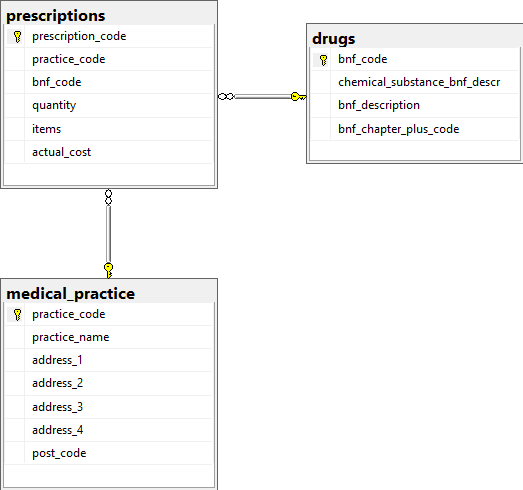 prescriptions
prescription_code
practice_code
bnf_code
quantity
items
actual_cost
drugs
bnf_code
chemical_substance_bnf_descr
bnf_description
bnf_chapter_plus_code
medical_practice
practice_code
practice_name
address_1
address_2
address_3
address_4
post_code